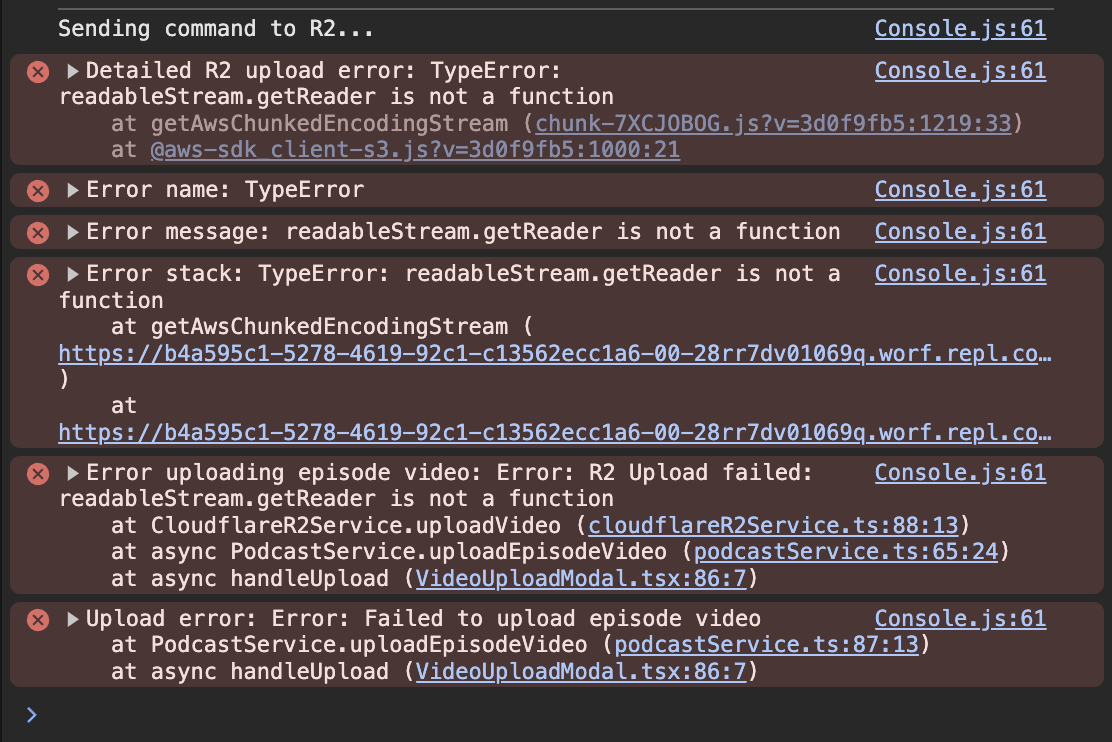 Sending command to R2... Console.js:61
Detailed R2 upload error: TypeError: Console.js:61
readableStream.getReader is not a function
at getAwsChunkedEncodingStream (chunk-7XCJOBOG.js?v=3d0f9fb5:1219:33)
at @aws-sdk_client-s3.js?v=3d0f9fb5:1000:21
Error name: TypeError Console.js:61
Error message: readableStream.getReader is not a function Console.js:61
Error stack: TypeError: readableStream.getReader is not a Console.js:61
function
at getAwsChunkedEncodingStream (
https://b4a595c1-5278-4619-92c1-c13562ecc1a6-00-28rr7dv01069q.worf.repl.co…
)
at
https://b4a595c1-5278-4619-92c1-c13562ecc1a6-00-28rr7dv01069q.worf.repl.co…
Error uploading episode video: Error: R2 Upload failed: Console.js:61
readableStream.getReader is not a function
at CloudflareR2Service.uploadVideo (cloudflareR2Service.ts:88:13)
at async PodcastService.uploadEpisodeVideo (podcastService.ts:65:24)
at async handleUpload (VideoUploadModal.tsx:86:7)
Upload error: Error: Failed to upload episode video Console.js:61
at PodcastService.uploadEpisodeVideo (podcastService.ts:87:13)
at async handleUpload (VideoUploadModal.tsx:86:7)